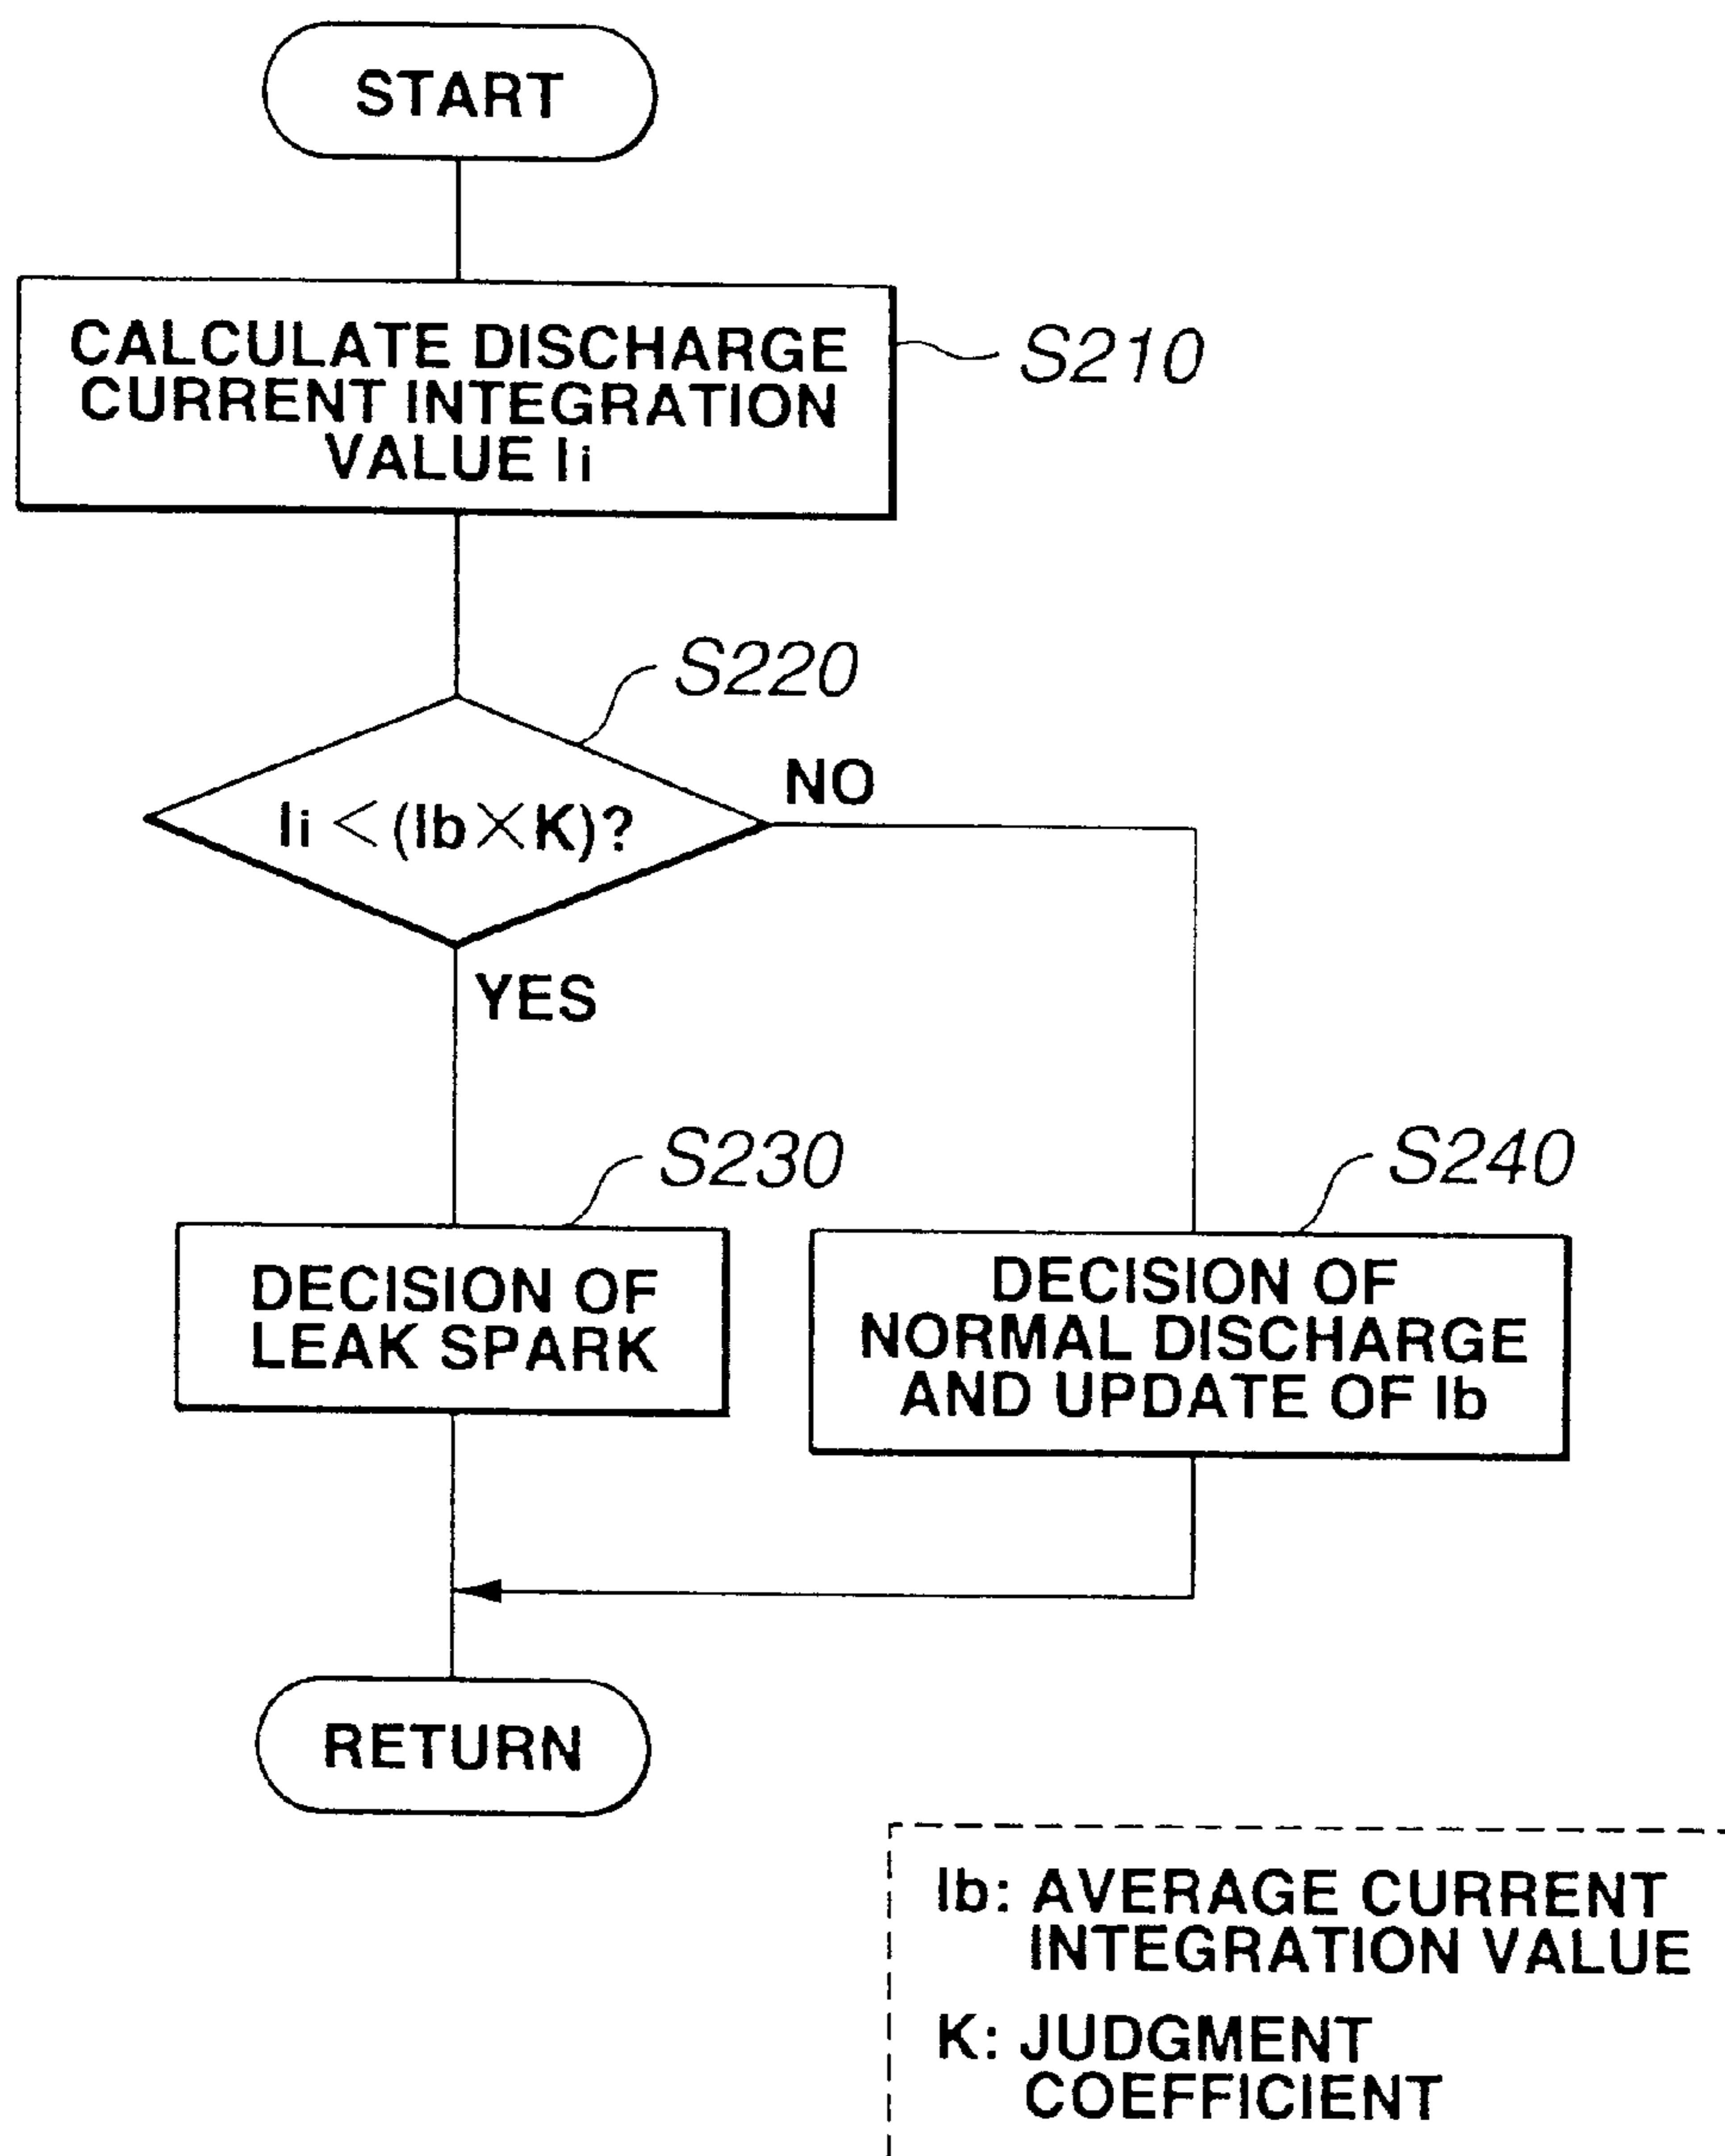 START
CALCULATE DISCHARGE
CURRENT INTEGRATION
VALUE Ii
S210
S220
Ii <(Ib×K)?
NO
YES
S230
DECISION OF
LEAK SPARK
S240
DECISION OF
NORMAL DISCHARGE
AND UPDATE OF Ib
RETURN
Ib: AVERAGE CURRENT
INTEGRATION VALUE
K: JUDGMENT
COEFFICIENT